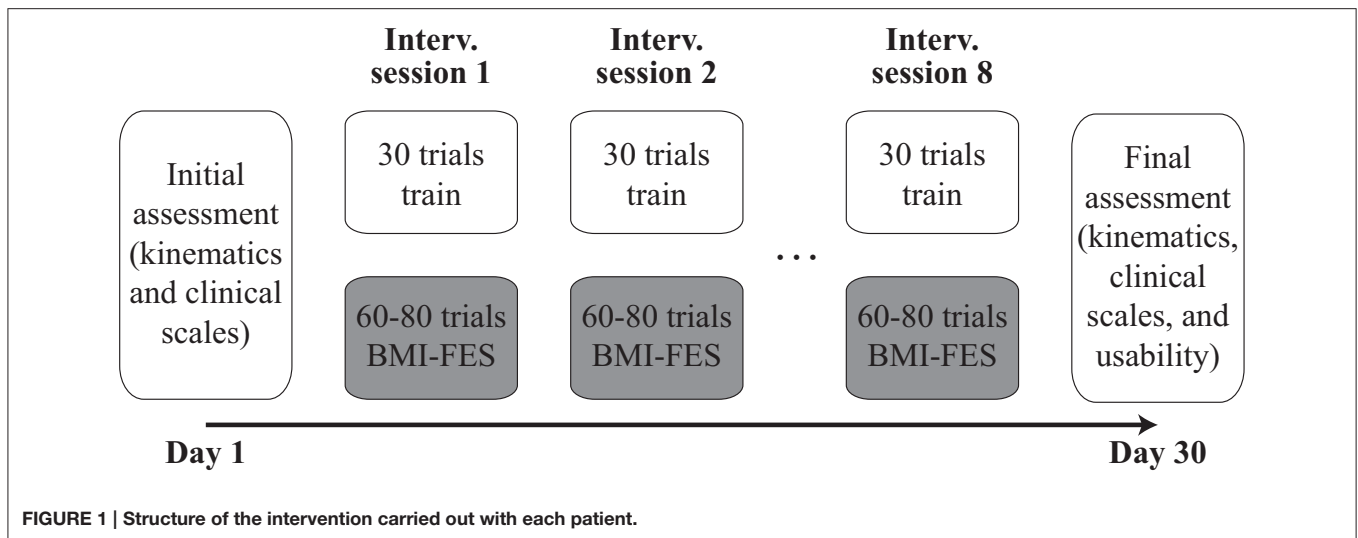 Interv.
session 1
Interv.
session 2
Interv.
session 8
Initial
assessment
(kinematics
and clinical
scales)
30 trials
train
60-80 trials
BMI-FES
30 trials
train
60-80 trials
BMI-FES
...
30 trials
train
60-80 trials
BMI-FES
Final
assessment
(kinematics,
clinical
scales, and
usability)
Day 1
Day 30
FIGURE 1 | Structure of the intervention carried out with each patient.